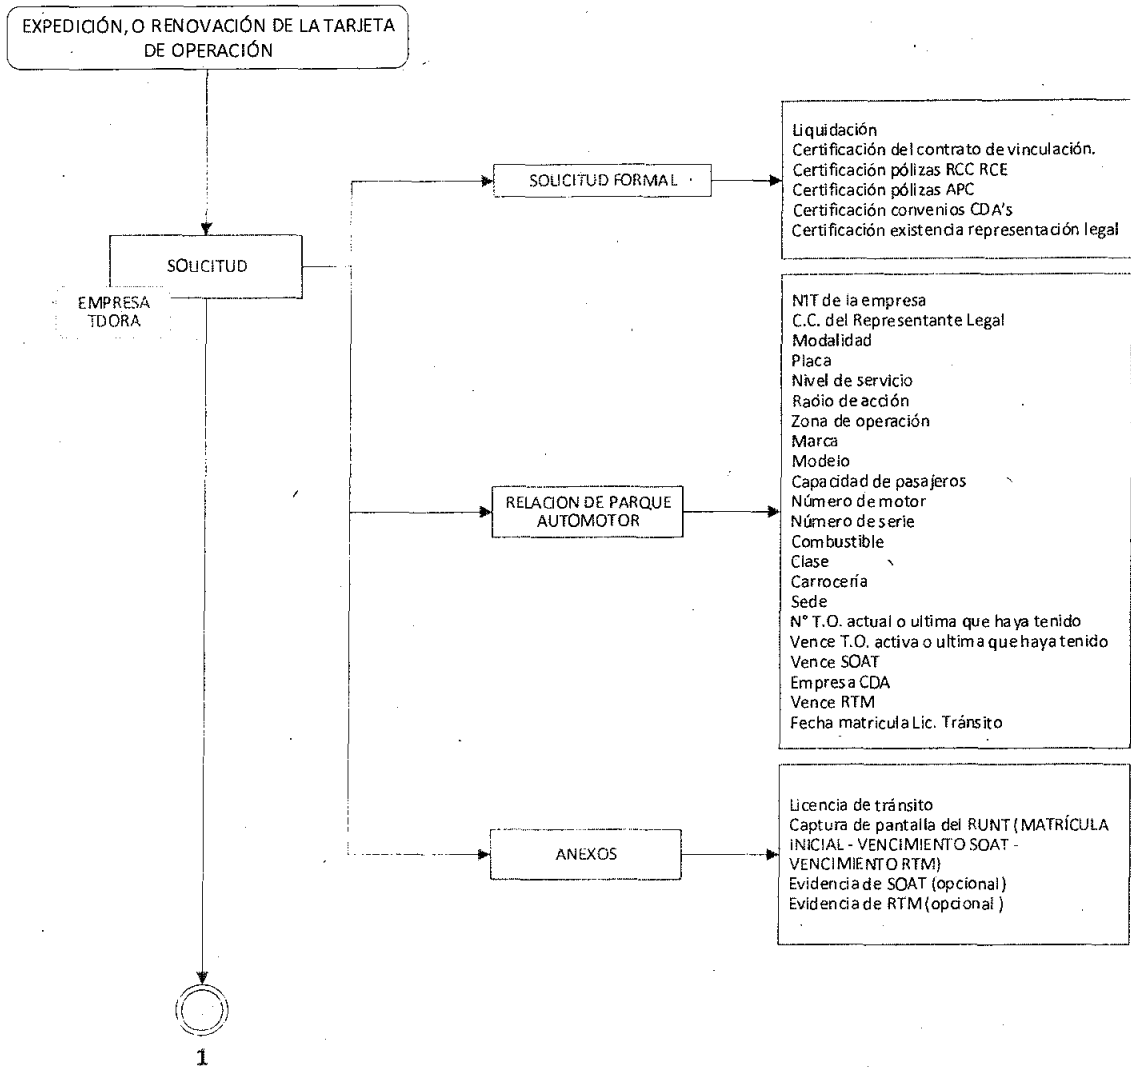 EXPEDICIÓN, O RENOVACIÓN DE LA TARJETA
DE OPERACIÓN
SOLICITUD
EMPRESA
TDORA
SOLICITUD FORMAL
Liquidación
Certificación del contrato de vinculación.
Certificación pólizas RCC RCE
Certificación pólizas APC
Certificación convenios CDA's
Certificación existencia representación legal
RELACION DE PARQUE
AUTOMOTOR
NIT de la empresa
C.C. del Representante Legal
Modalidad
Placa
Nivel de servicio
Radio de acción
Zona de operación
Marca
Modelo
Capacidad de pasajeros
Número de motor
Número de serie
Combustible
Clase
Carrocería
Sede
N° T.O. actual o ultima que haya tenido
Vence T.O. activa o ultima que haya tenido
Vence SOAT
Empresa CDA
Vence RTM
Fecha matricula Lic. Tránsito
ANEXOS
Licencia de tránsito
Captura de pantalla del RUNT (MATRÍCULA
INICIAL - VENCIMIENTO SOAT -
VENCIMIENTO RTM)
Evidencia de SOAT (opcional)
Evidencia de RTM (opcional )
1